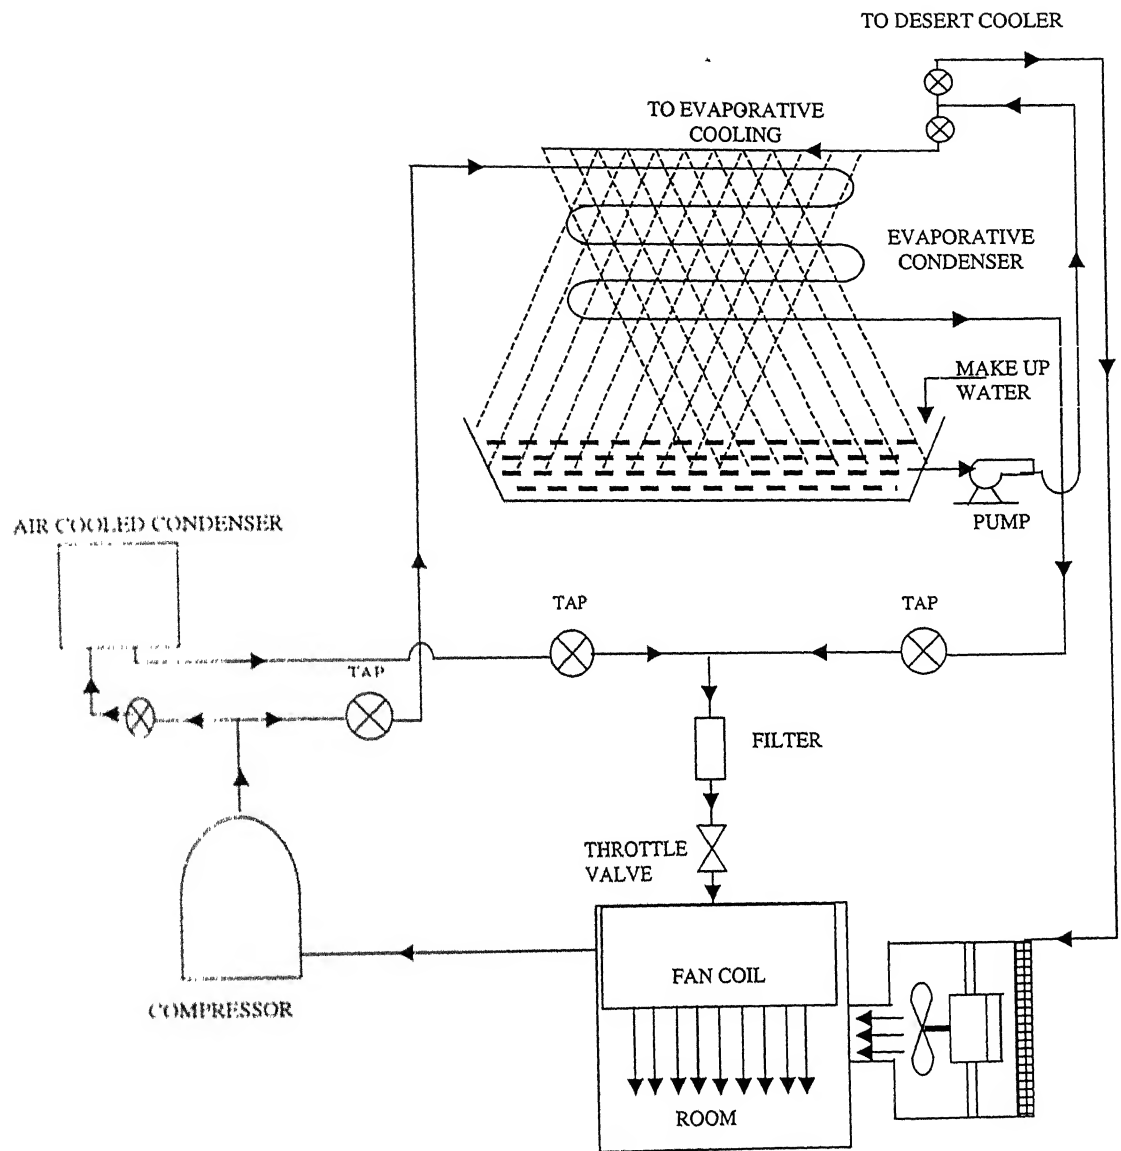 TO DESERT COOLER
TO EVAPORATIVE
COOLING
EVAPORATIVE
CONDENSER
MAKE UP
WATER
PUMP
AIR COOLED CONDENSER
TAP
TAP
TAP
FILTER
THROTTLE
VALVE
FAN COIL
COMPRESSOR
ROOM